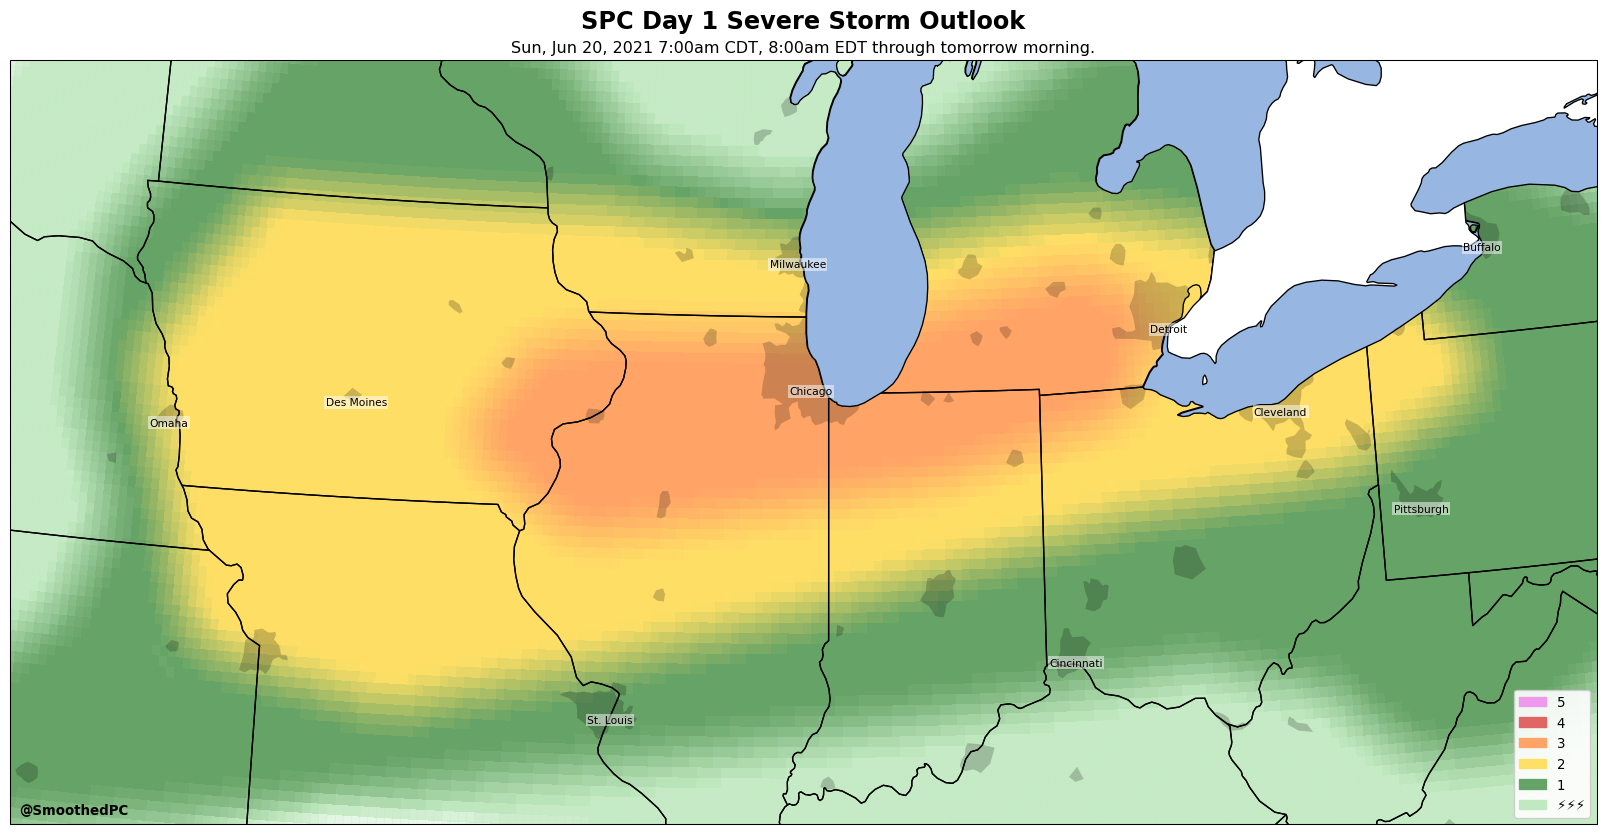 SPC Day 1 Severe Storm Outlook
Sun, Jun 20, 2021 7:00am CDT, 8:00am EDT through tomorrow morning.
Buffalo
Milwaukee
Detroit
Chicago
Des Moines
Cleveland
Omaha
Pittsburgh
Cincinnati
St. Louis
5
4
3
2
1
⚡⚡⚡
@SmoothedPC